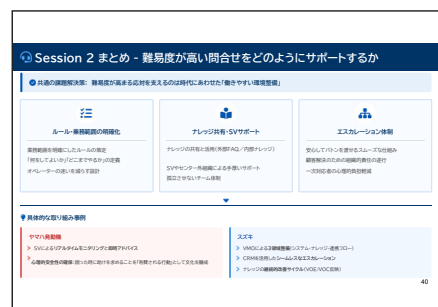 Session 2 まとめ - 難易度が高い問合せをどのようにサポートするか
共通の課題解決策: 難易度が高まる応対を支えるのは時代にあわせた「働きやすい環境整備」
ルール・業務範囲の明確化
業務範囲を明確にしたルールの策定
「何をしてよいか」「どこまでやるか」の定義
オペレーターの迷いを減らす設計
ナレッジ共有・SVサポート
ナレッジの共有と活用(外部FAQ/内部ナレッジ)
SVやセンター外組織による手厚いサポート
孤立させないチーム体制
エスカレーション体制
安心してバトンを渡せるスムーズな仕組み
顧客解決のための組織的責任の遂行
一次対応者の心理的負担軽減
具体的な取り組み事例
ヤマハ発動機
SVによるリアルタイムモニタリングと即時アドバイス
心理的安全性の確保: 困った時に助けを求めることを「称賛される行動」として文化を醸成
スズキ
VMOによる3領域整備(システム・ナレッジ・連携フロー)
CRMを活用したシームレスなエスカレーション
ナレッジの継続的改善サイクル(VOE/VOC反映)
40